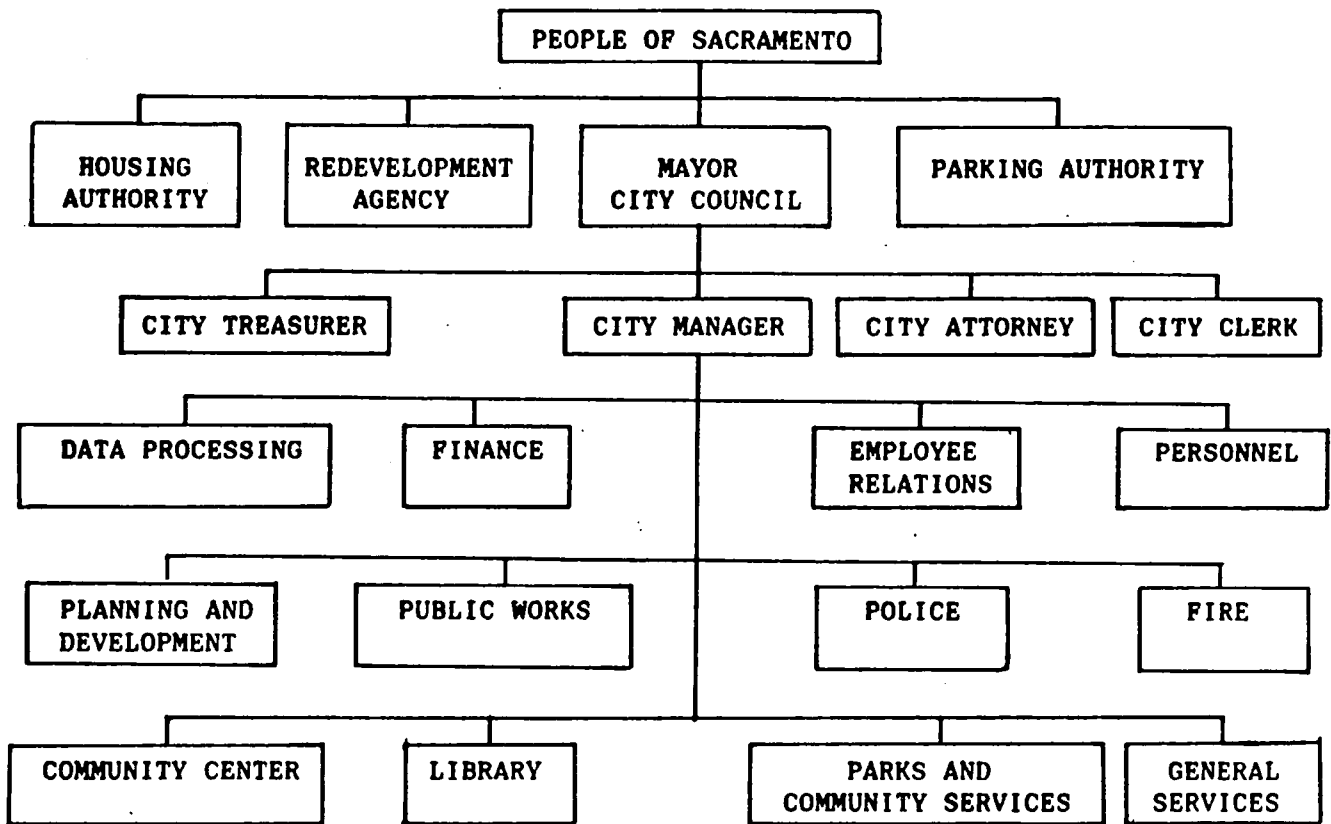 PEOPLE OF SACRAMENTO
HOUSING
AUTHORITY
REDEVELOPMENT
AGENCY
MAYOR
CITY COUNCIL
PARKING AUTHORITY
CITY TREASURER
CITY MANAGER
CITY ATTORNEY
CITY CLERK
DATA PROCESSING
FINANCE
EMPLOYEE
RELATIONS
PERSONNEL
PLANNING AND
DEVELOPMENT
PUBLIC WORKS
POLICE
FIRE
COMMUNITY CENTER
LIBRARY
PARKS AND
COMMUNITY SERVICES
GENERAL
SERVICES